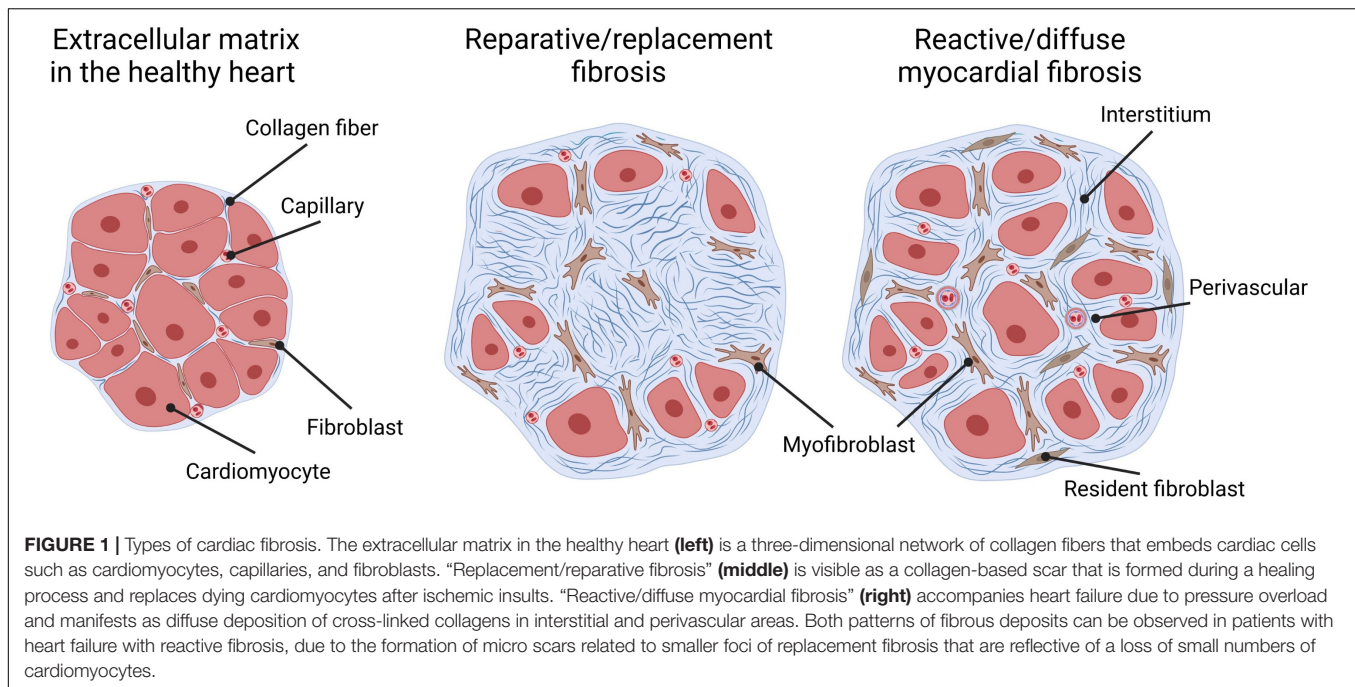 Extracellular matrix
in the healthy heart
Reparative/replacement
fibrosis
Reactive/diffuse
myocardial fibrosis
Collagen fiber
Capillary
Fibroblast
Cardiomyocyte
Interstitium
Perivascular
Myofibroblast
Resident fibroblast
FIGURE 1 | Types of cardiac fibrosis. The extracellular matrix in the healthy heart (left) is a three-dimensional network of collagen fibers that embeds cardiac cells
such as cardiomyocytes, capillaries, and fibroblasts. “Replacement/reparative fibrosis” (middle) is visible as a collagen-based scar that is formed during a healing
process and replaces dying cardiomyocytes after ischemic insults. “Reactive/diffuse myocardial fibrosis” (right) accompanies heart failure due to pressure overload
and manifests as diffuse deposition of cross-linked collagens in interstitial and perivascular areas. Both patterns of fibrous deposits can be observed in patients with
heart failure with reactive fibrosis, due to the formation of micro scars related to smaller foci of replacement fibrosis that are reflective of a loss of small numbers of
cardiomyocytes.